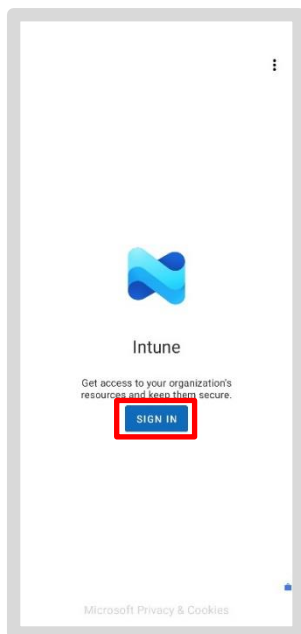 Intune
Get access to your organization's
resources and keep them secure.
SIGN IN
Microsoft Privacy & Cookies